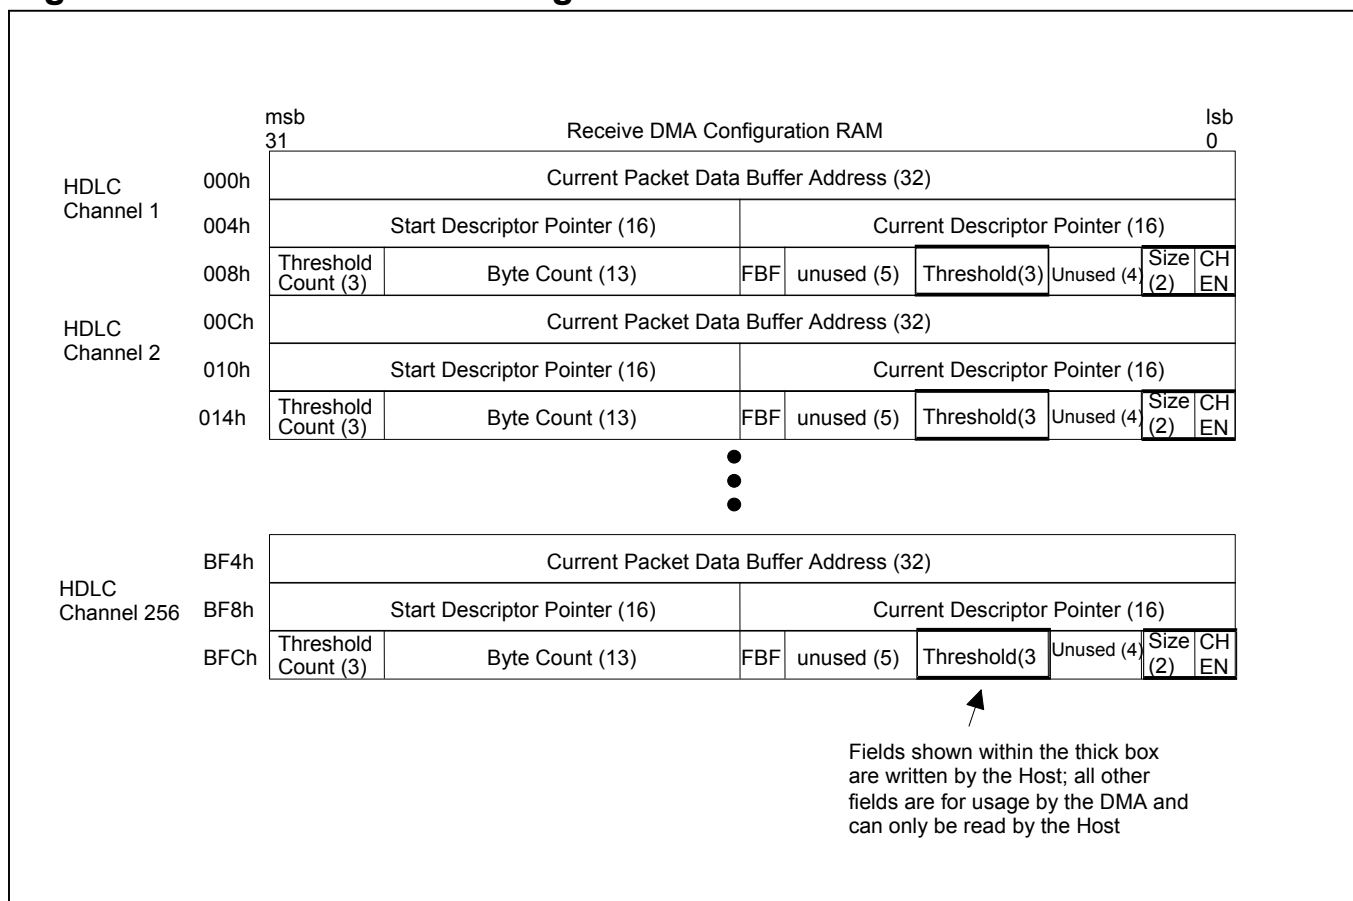 msb lsb
31 Receive DMA Configuration RAM 0
HDLC
Channel 1
000h Current Packet Data Buffer Address (32)
004h Start Descriptor Pointer (16) Current Descriptor Pointer (16)
008h Threshold Count (3) Byte Count (13) FBF unused (5) Threshold(3) Unused (4) Size (2) CH EN
HDLC
Channel 2
00Ch Current Packet Data Buffer Address (32)
010h Start Descriptor Pointer (16) Current Descriptor Pointer (16)
014h Threshold Count (3) Byte Count (13) FBF unused (5) Threshold(3 Unused (4) Size (2) CH EN
HDLC
Channel 256
BF4h Current Packet Data Buffer Address (32)
BF8h Start Descriptor Pointer (16) Current Descriptor Pointer (16)
BFCh Threshold Count (3) Byte Count (13) FBF unused (5) Threshold(3 Unused (4) Size (2) CH EN
Fields shown within the thick box
are written by the Host; all other
fields are for usage by the DMA and
can only be read by the Host